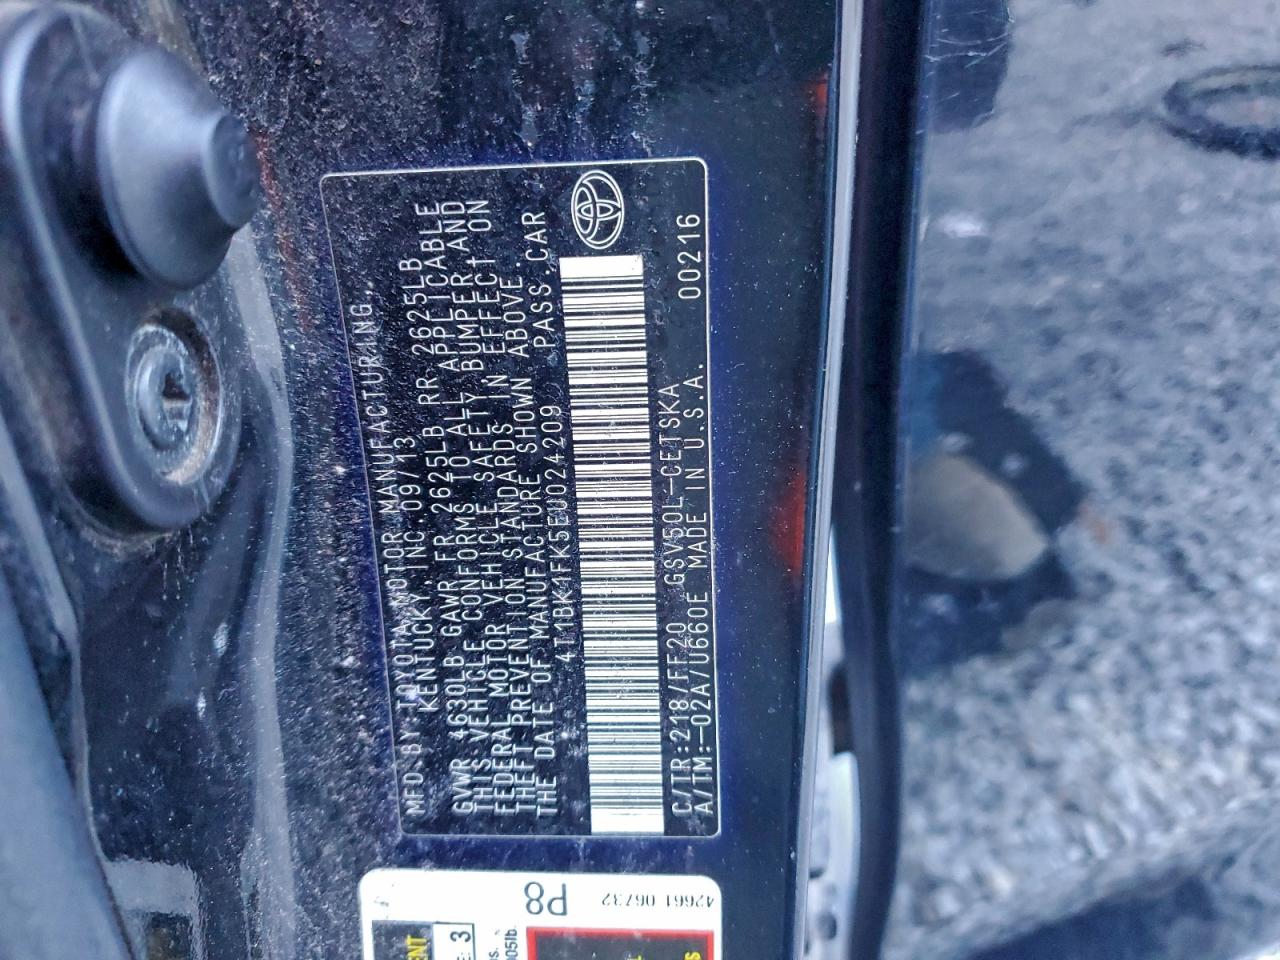 MFD.BY:TOYOTA MOTOR MANUFACTURING,
KENTUCKY, INC.09/13
GVWR 4630LB GAWR FR 2625LB RR 2625LB
THIS VEHICLE CONFORMS TO ALL APPLICABLE
FEDERAL MOTOR VEHICLE SAFETY, BUMPER, AND
THEFT PREVENTION STANDARDS IN EFFECT ON
THE DATE OF MANUFACTURE SHOWN ABOVE.
4T1BK1FK5EU024209 PASS.CAR
C/TR:218/FF20 GSV50L-CETSKA
A/TM:-02A/U660E MADE IN U.S.A. 00216
P8
42661 06732
3